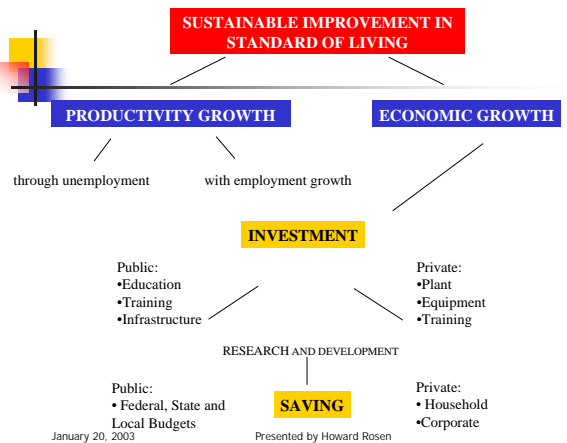 SUSTAINABLE IMPROVEMENT IN
STANDARD OF LIVING
PRODUCTIVITY GROWTH
ECONOMIC GROWTH
through unemployment
with employment growth
INVESTMENT
Public:
•Education
•Training
•Infrastructure
Private:
•Plant
•Equipment
•Training
RESEARCH AND DEVELOPMENT
Public:
• Federal, State and
Local Budgets
SAVING
Private:
• Household
•Corporate
January 20, 2003
Presented by Howard Rosen